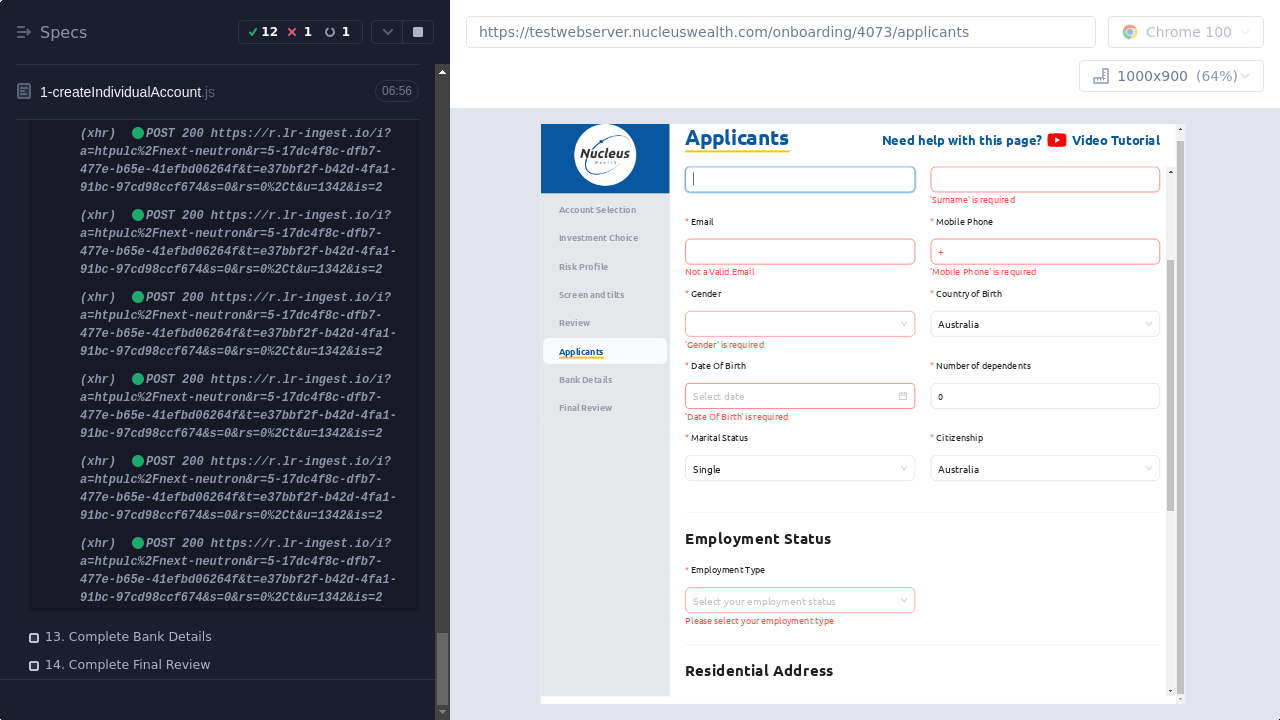 Specs
12
1
1
1-createIndividualAccount.js
06:56
(xhr) POST 200 https://r.lr-ingest.io/i?
a=htpulc%2Fnext-neutron&r=5-17dc4f8c-dfb7-
477e-b65e-41efbd06264f&t=e37bbf2f-b42d-4fa1-
91bc-97cd98ccf674&s=0&rs=0%2Ct&u=1342&is=2
(xhr) POST 200 https://r.lr-ingest.io/i?
a=htpulc%2Fnext-neutron&r=5-17dc4f8c-dfb7-
477e-b65e-41efbd06264f&t=e37bbf2f-b42d-4fa1-
91bc-97cd98ccf674&s=0&rs=0%2Ct&u=1342&is=2
(xhr) POST 200 https://r.lr-ingest.io/i?
a=htpulc%2Fnext-neutron&r=5-17dc4f8c-dfb7-
477e-b65e-41efbd06264f&t=e37bbf2f-b42d-4fa1-
91bc-97cd98ccf674&s=0&rs=0%2Ct&u=1342&is=2
(xhr) POST 200 https://r.lr-ingest.io/i?
a=htpulc%2Fnext-neutron&r=5-17dc4f8c-dfb7-
477e-b65e-41efbd06264f&t=e37bbf2f-b42d-4fa1-
91bc-97cd98ccf674&s=0&rs=0%2Ct&u=1342&is=2
(xhr) POST 200 https://r.lr-ingest.io/i?
a=htpulc%2Fnext-neutron&r=5-17dc4f8c-dfb7-
477e-b65e-41efbd06264f&t=e37bbf2f-b42d-4fa1-
91bc-97cd98ccf674&s=0&rs=0%2Ct&u=1342&is=2
(xhr) POST 200 https://r.lr-ingest.io/i?
a=htpulc%2Fnext-neutron&r=5-17dc4f8c-dfb7-
477e-b65e-41efbd06264f&t=e37bbf2f-b42d-4fa1-
91bc-97cd98ccf674&s=0&rs=0%2Ct&u=1342&is=2
13. Complete Bank Details
14. Complete Final Review
https://testwebserver.nucleuswealth.com/onboarding/4073/applicants
Chrome 100
1000x900 (64%)
Nucleus
Wealth
Account Selection
Investment Choice
Risk Profile
Screen and tilts
Review
Applicants
Bank Details
Final Review
Applicants
Need help with this page? Video Tutorial
'Surname' is required
* Email
* Mobile Phone
+
Not a Valid Email
'Mobile Phone' is required
* Gender
* Country of Birth
Australia
'Gender' is required
* Date Of Birth
* Number of dependents
Select date
0
'Date Of Birth' is required
* Marital Status
* Citizenship
Single
Australia
Employment Status
* Employment Type
Select your employment status
Please select your employment type
Residential Address